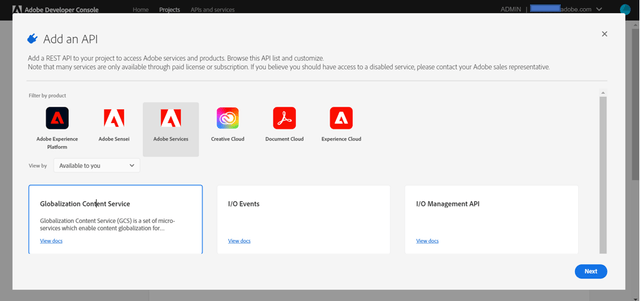 Adobe Developer Console
Home
Projects
APIs and services
ADMIN
adobe.com
Add an API
Add a REST API to your project to access Adobe services and products. Browse this API list and customize.
Note that many services are only available through paid license or subscription. If you believe you should have access to a disabled service, please contact your Adobe sales representative.
Filter by product
Adobe Experience
Platform
Adobe Sensei
Adobe Services
Creative Cloud
Document Cloud
Experience Cloud
View by
Available to you
Globalization Content Service
Globalization Content Service (GCS) is a set of micro-
services which enable content globalization for...
View docs
I/O Events
View docs
I/O Management API
View docs
Next